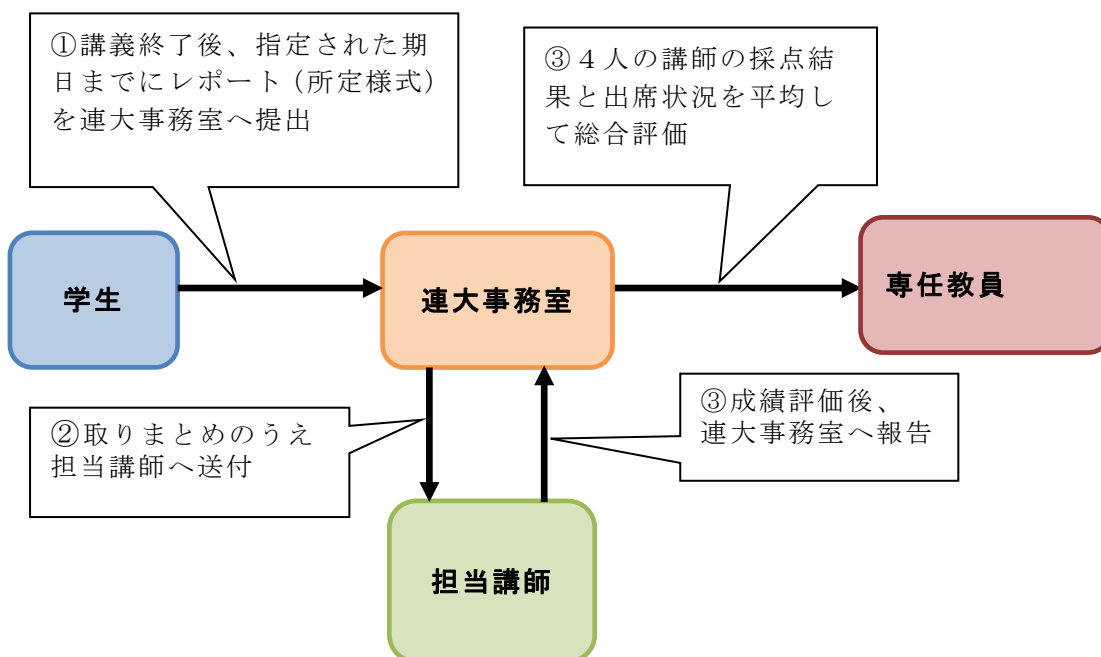 ①講義終了後、指定された期
日までにレポート(所定様式)
を連大事務室へ提出
③４人の講師の採点結
果と出席状況を平均し
て総合評価
学生
連大事務室
専任教員
②取りまとめのうえ
担当講師へ送付
③成績評価後、
連大事務室へ報告
担当講師